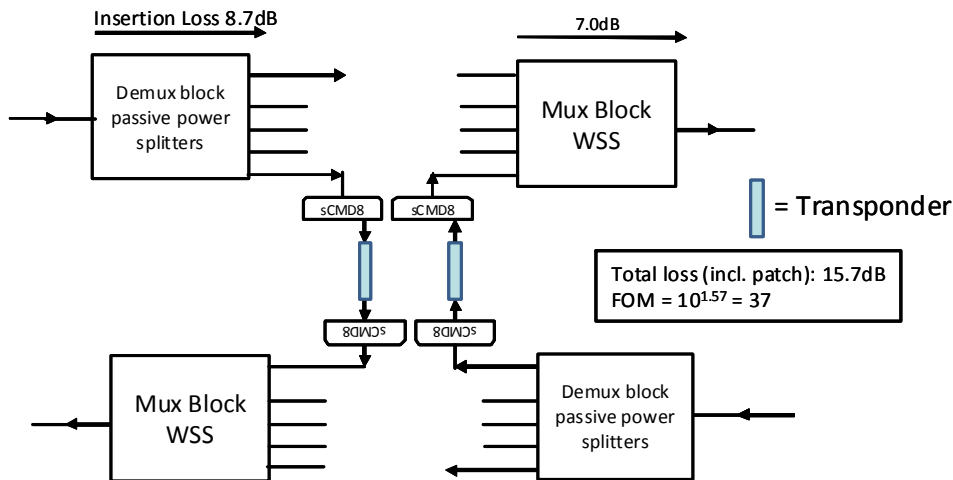 Insertion Loss 8.7dB
7.0dB
Demux block
passive power
splitters
Mux Block
WSS
sCMD8
sCMD8
= Transponder
Total loss (incl. patch): 15.7dB
FOM = 10^1.57 = 37
sCMD8
sCMD8
Mux Block
WSS
Demux block
passive power
splitters